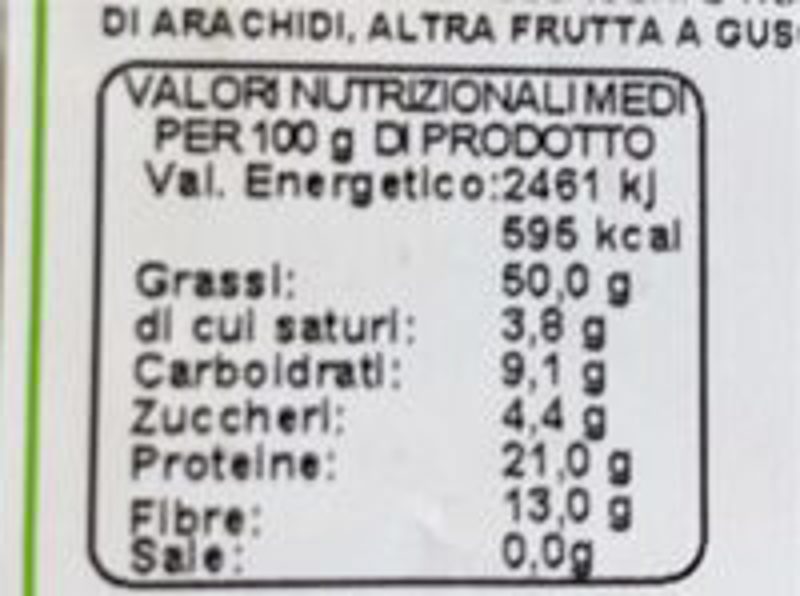 DI ARACHIDI, ALTRA FRUTTA A
VALORI NUTRIZIONALI MEDI
PER 100 g DI PRODOTTO
Val. Energetico:2461 kj
595 kcal
Grassi: 50,0 g
di cui saturi: 3,8 g
Carboidrati: 9,1 g
Zuccheri: 4,4 g
Proteine: 21,0 g
Fibre: 13,0 g
Sale: 0,0g